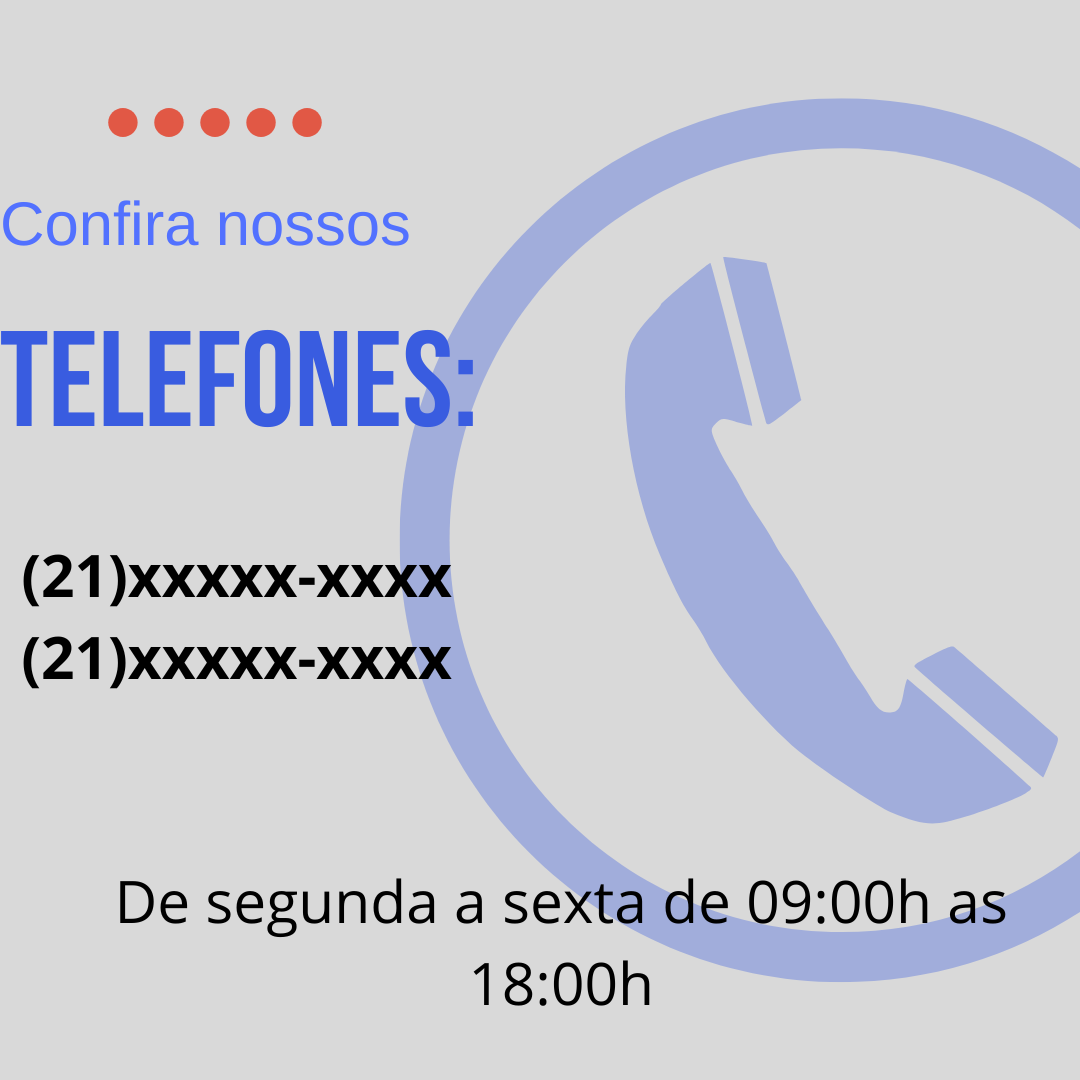 Confira nossos
TELEFONES:
(21)xxxxx-xxxx
(21)xxxxx-xxxx
De segunda a sexta de 09:00h as
18:00h